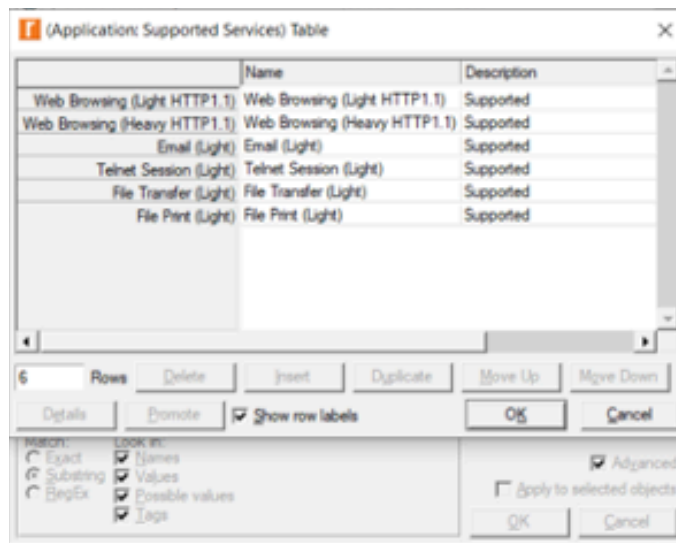 (Application: Supported Services) Table
Name Description
Web Browsing (Light HTTP1.1) Web Browsing (Light HTTP1.1) Supported
Web Browsing (Heavy HTTP1.1) Web Browsing (Heavy HTTP1.1) Supported
Email (Light) Email (Light) Supported
Telnet Session (Light) Telnet Session (Light) Supported
File Transfer (Light) File Transfer (Light) Supported
File Print (Light) File Print (Light) Supported
6 Rows Delete Insert Duplicate Move Up Move Down
Details Promote Show row labels OK Cancel
Match: Look in:
Exact Names
Substring Values Advanced
RegEx Possible values Apply to selected objects
Tags OK Cancel